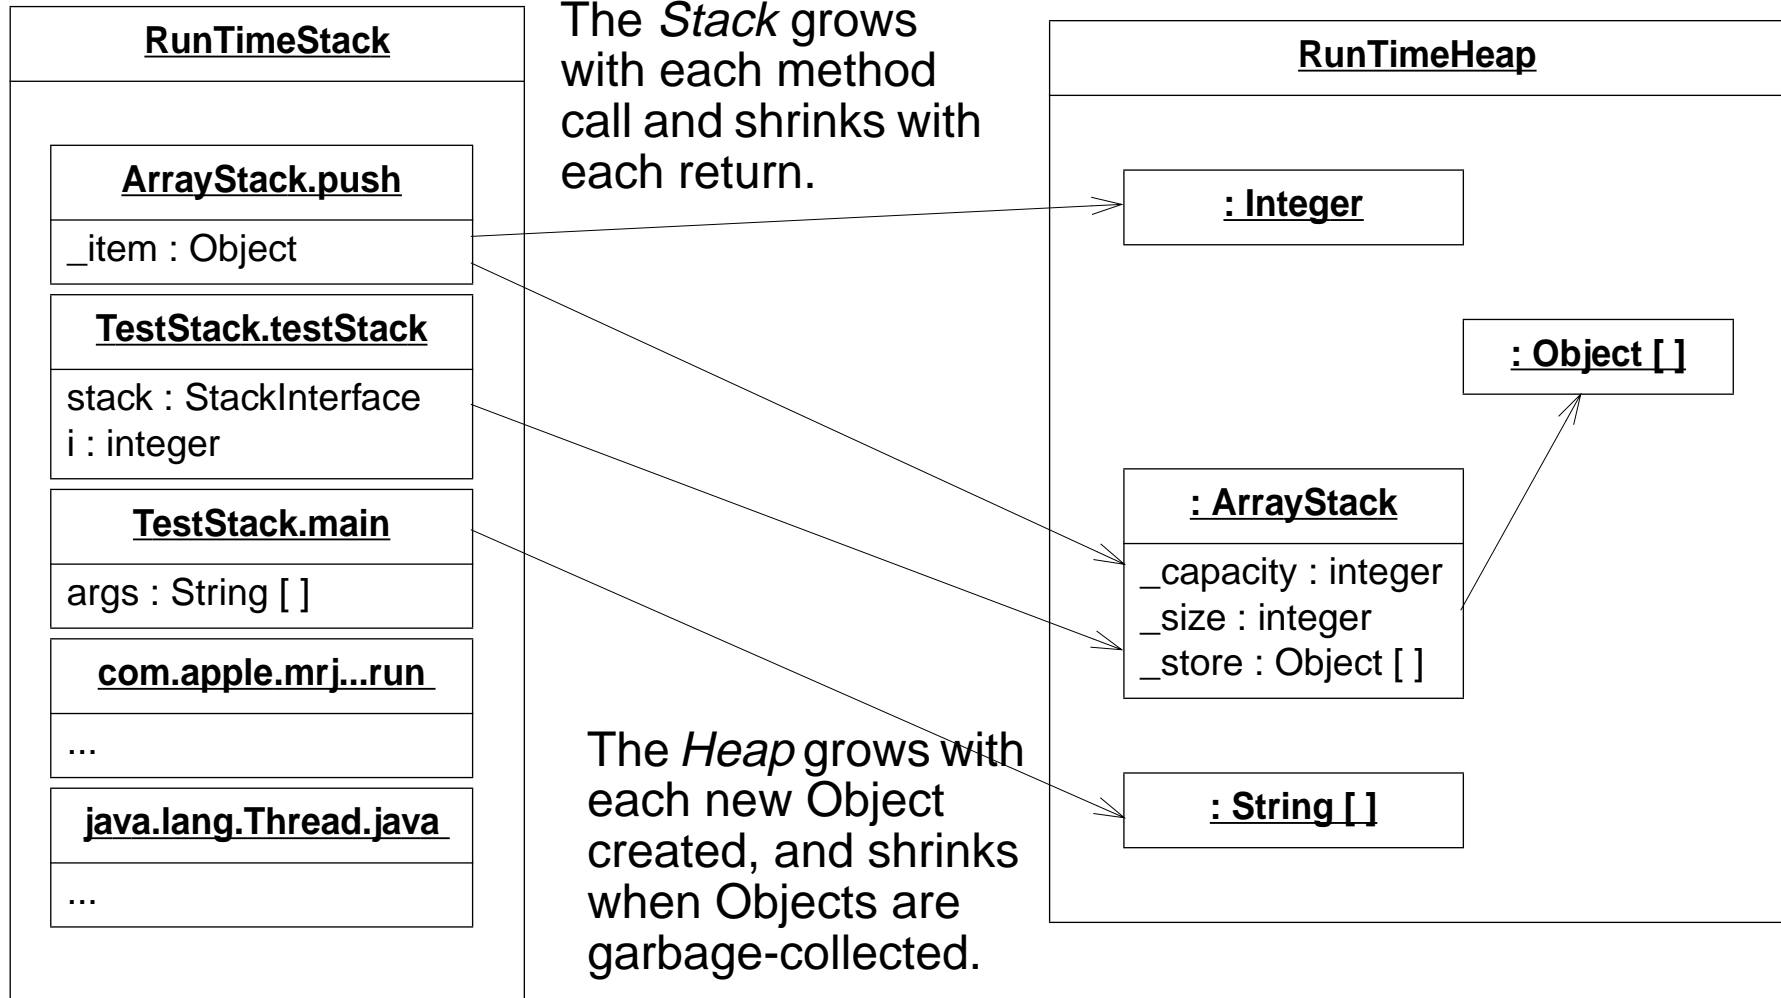 RunTimeStack
ArrayStack.push
_item : Object
TestStack.testStack
stack : StackInterface
i : integer
TestStack.main
args : String [ ]
com.apple.mrj...run
...
java.lang.Thread.java
...
The Stack grows
with each method
call and shrinks with
each return.
The Heap grows with
each new Object
created, and shrinks
when Objects are
garbage-collected.
RunTimeHeap
: Integer
: Object [ ]
: ArrayStack
_capacity : integer
_size : integer
_store : Object [ ]
: String [ ]